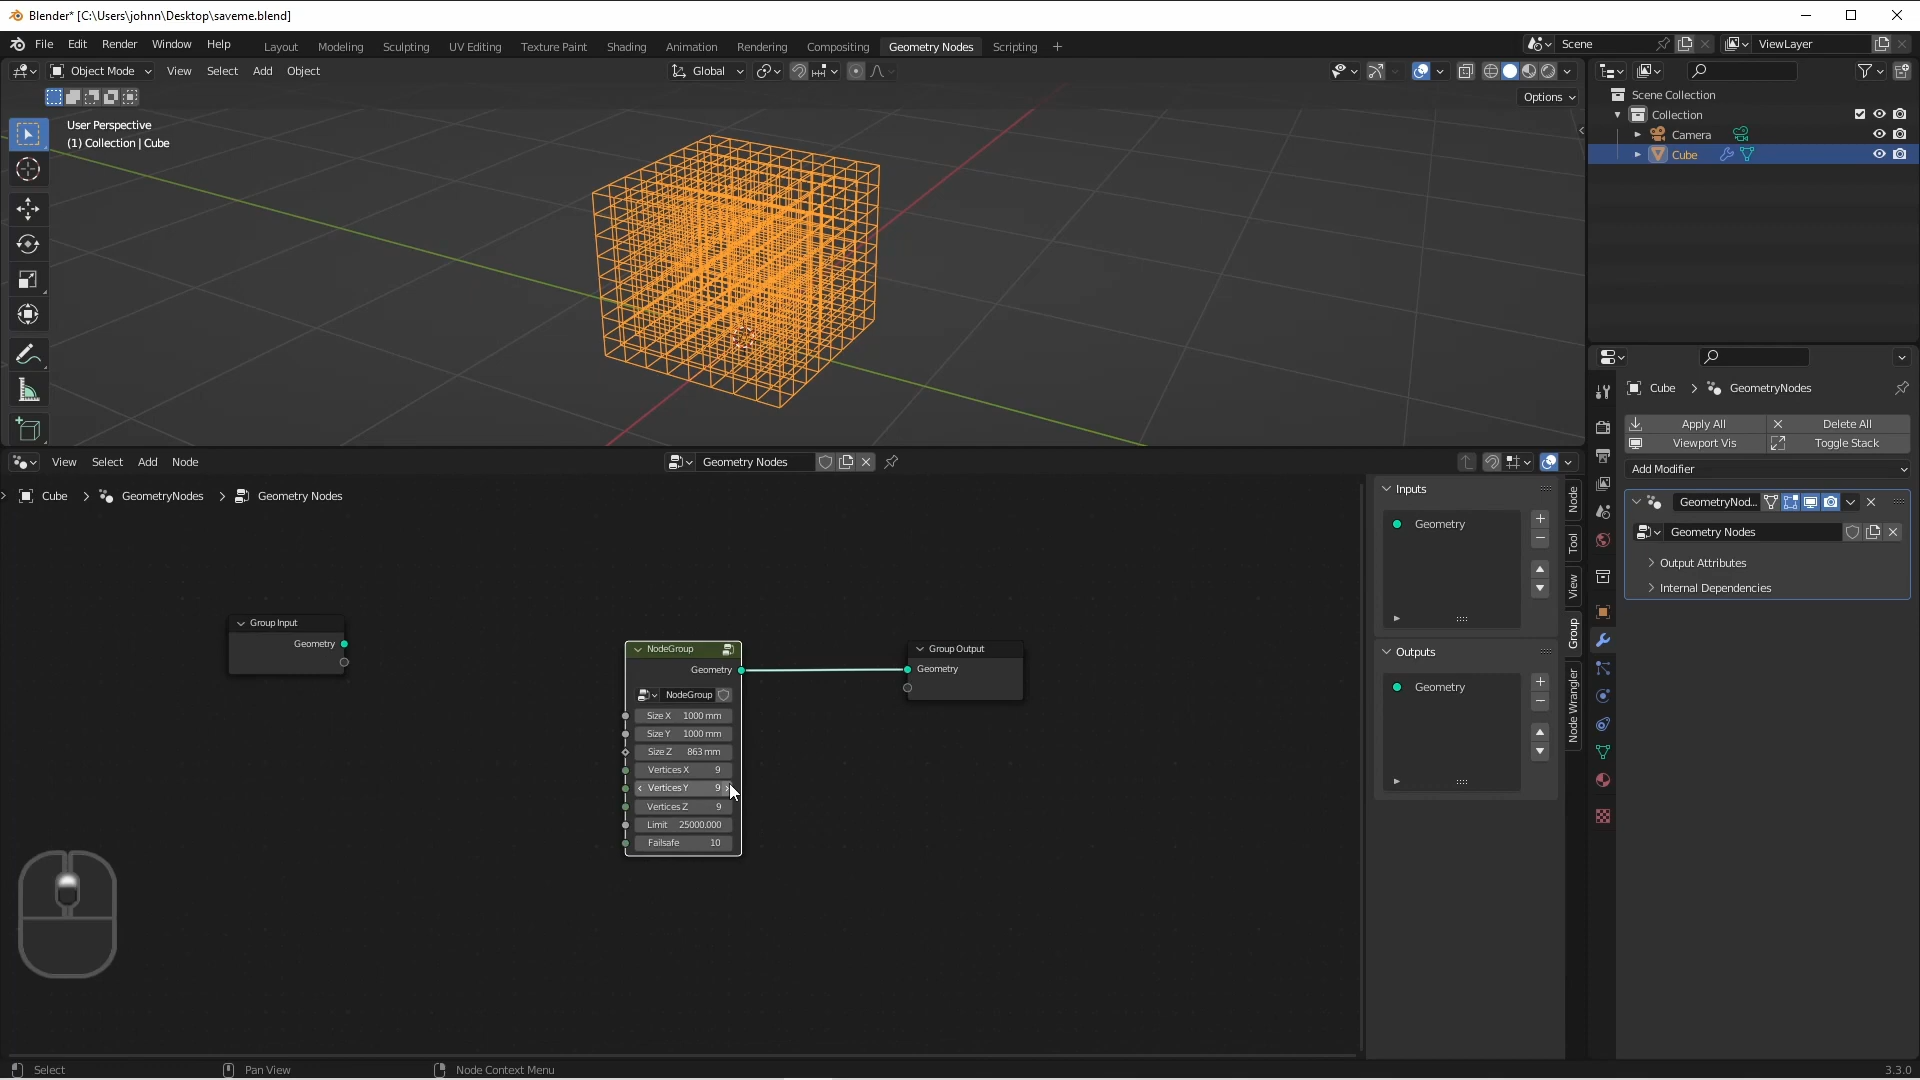 Blender* [C:\Users\johnn\Desktop\saveme.blend]
File Edit Render Window Help
Layout Modeling Sculpting UV Editing Texture Paint Shading Animation Rendering Compositing Geometry Nodes Scripting +
Scene
ViewLayer
Object Mode View Select Add Object
Global
Options
User Perspective
(1) Collection | Cube
Scene Collection
Collection
Camera
Cube
Cube > GeometryNodes
Apply All
Delete All
Viewport Vis
Toggle Stack
Add Modifier
GeometryNod...
Geometry Nodes
Output Attributes
Internal Dependencies
View Select Add Node
Geometry Nodes
Cube > GeometryNodes > Geometry Nodes
Group Input
Geometry
NodeGroup
Geometry
NodeGroup
Size X 1000 mm
Size Y 1000 mm
Size Z 863 mm
Vertices X 9
Vertices Y 9
Vertices Z 9
Limit 25000.000
Failsafe 10
Group Output
Geometry
Inputs
Geometry
Outputs
Geometry
Node
Tool
View
Group
Node Wrangler
Select
Pan View
Node Context Menu
3.3.0